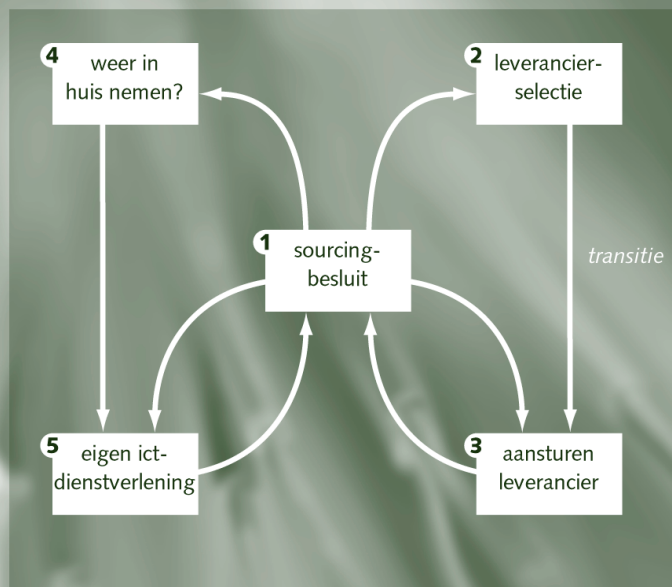 4
weer in
huis nemen?
2
leverancier-
selectie
1
sourcing-
besluit
transitie
5
eigen ict-
dienstverlening
3
aansturen
leverancier